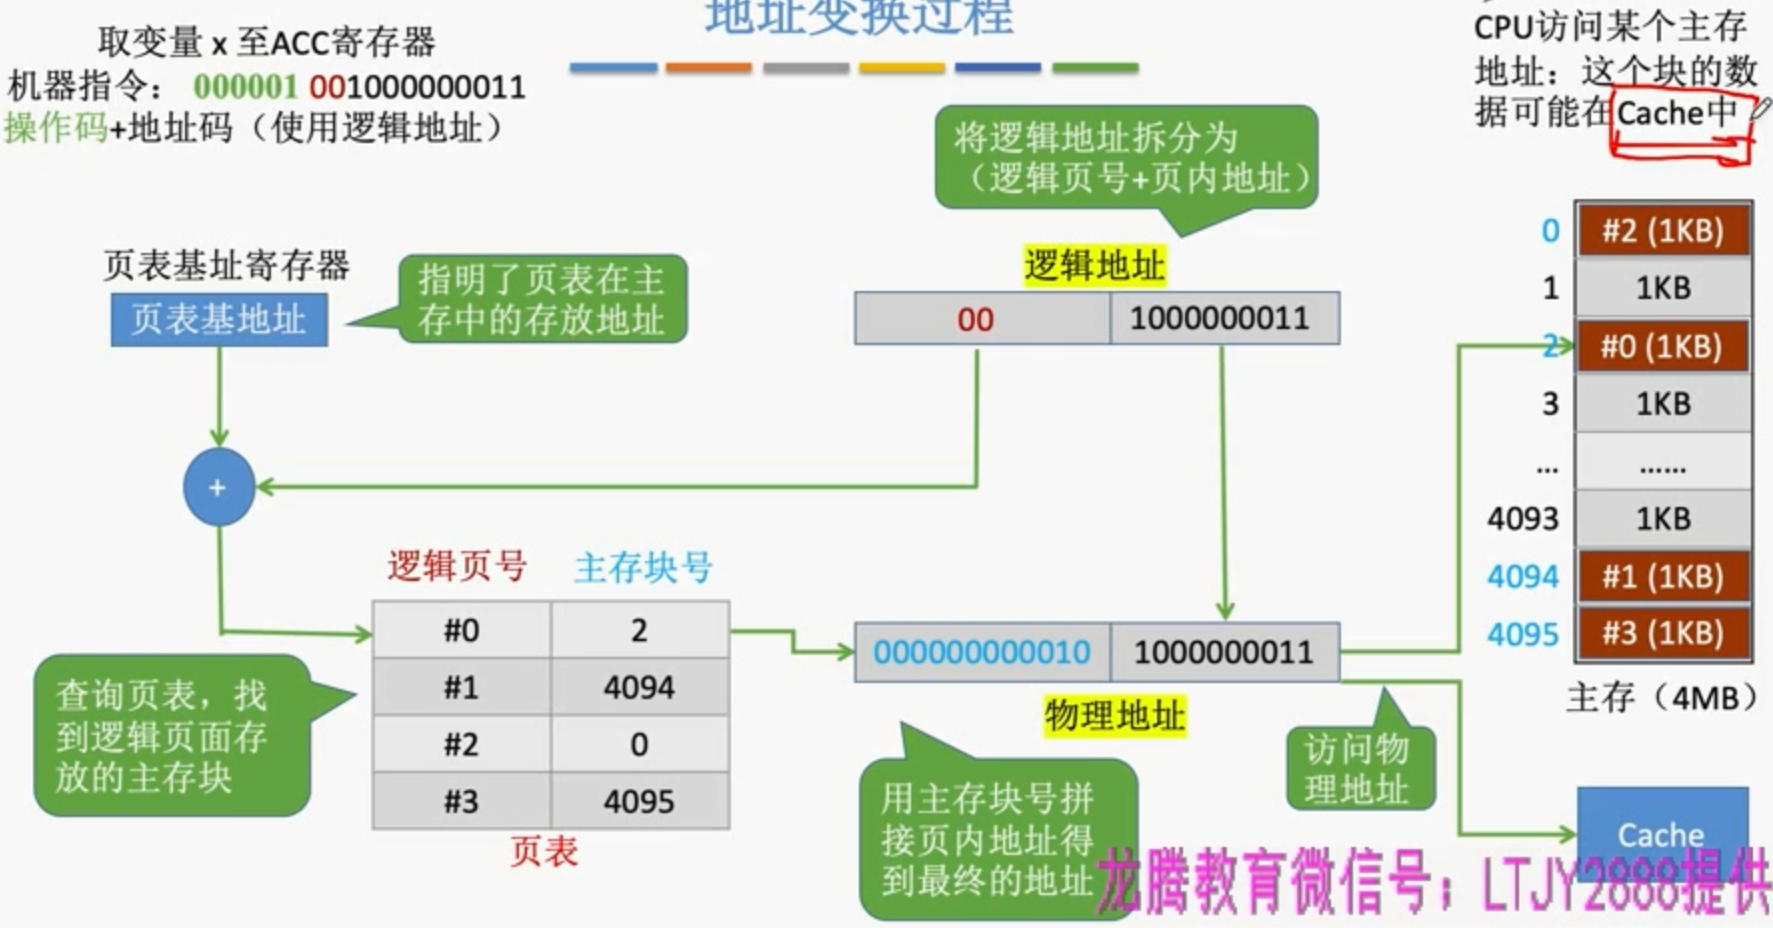 地址变换过程
取变量 x 至ACC寄存器
机器指令： 000001 001000000011
操作码+地址码（使用逻辑地址）
CPU访问某个主存
地址：这个块的数
据可能在Cache中
将逻辑地址拆分为
（逻辑页号+页内地址）
页表基址寄存器
页表基地址
指明了页表在主
存中的存放地址
逻辑地址
00 1000000011
+
逻辑页号 主存块号
#0 2
#1 4094
#2 0
#3 4095
页表
查询页表，找
到逻辑页面存
放的主存块
000000000010 1000000011
物理地址
用主存块号拼
接页内地址得
到最终的地址
访问物
理地址
0 #2 (1KB)
1 1KB
2 #0 (1KB)
3 1KB
... ……
4093 1KB
4094 #1 (1KB)
4095 #3 (1KB)
主存（4MB）
Cache
龙腾教育微信号；LTJY2888提供